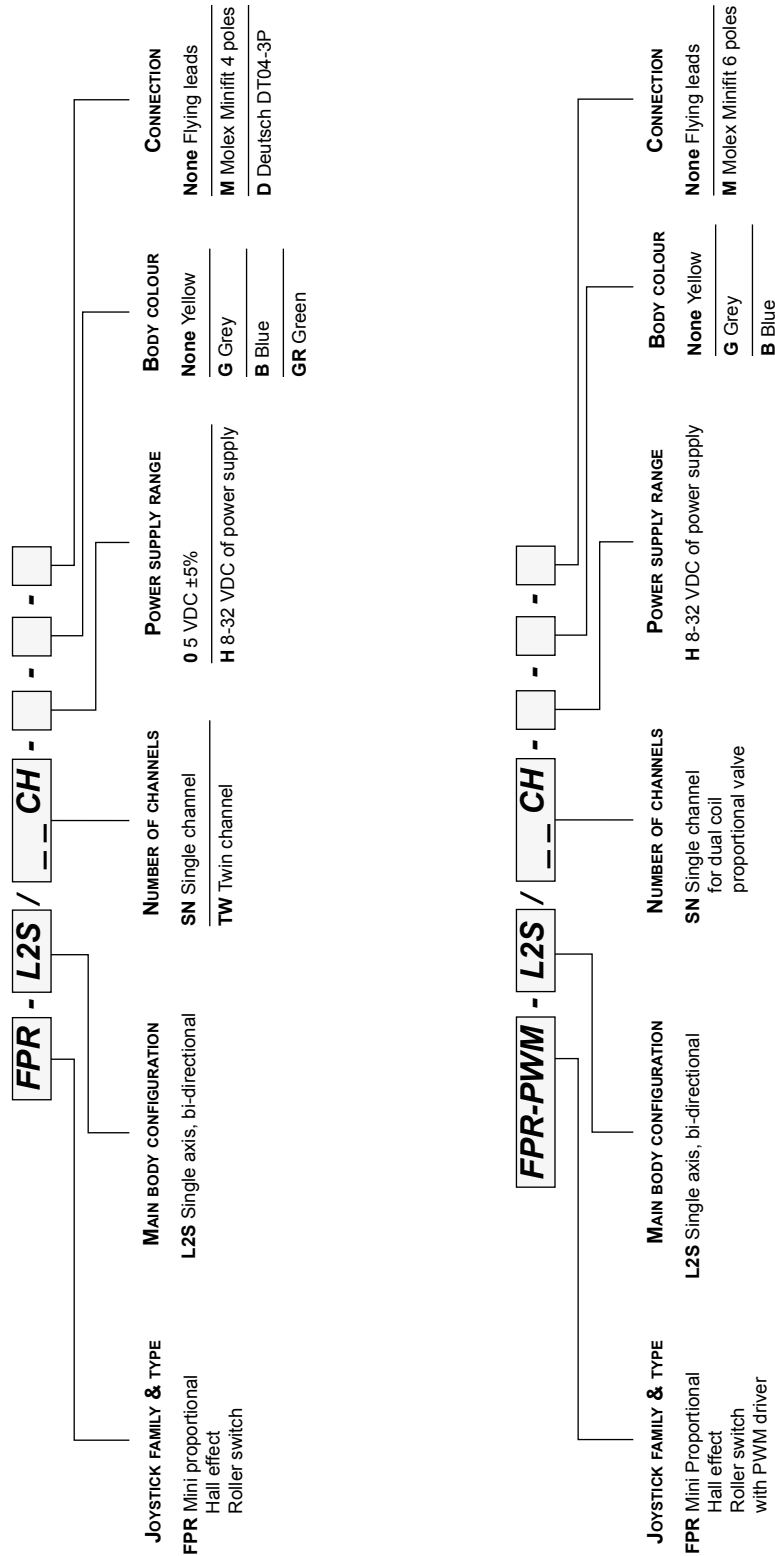 FPR - L2S / _ _ CH - - -
JOYSTICK FAMILY & TYPE
FPR Mini proportional
Hall effect
Roller switch
MAIN BODY CONFIGURATION
L2S Single axis, bi-directional
NUMBER OF CHANNELS
SN Single channel
TW Twin channel
POWER SUPPLY RANGE
0 5 VDC ±5%
H 8-32 VDC of power supply
BODY COLOUR
None Yellow
G Grey
B Blue
GR Green
CONNECTION
None Flying leads
M Molex Minifit 4 poles
D Deutsch DT04-3P
FPR-PWM - L2S / _ _ CH - - -
JOYSTICK FAMILY & TYPE
FPR Mini Proportional
Hall effect
Roller switch
with PWM driver
MAIN BODY CONFIGURATION
L2S Single axis, bi-directional
NUMBER OF CHANNELS
SN Single channel
for dual coil
proportional valve
POWER SUPPLY RANGE
H 8-32 VDC of power supply
BODY COLOUR
None Yellow
G Grey
B Blue
CONNECTION
None Flying leads
M Molex Minifit 6 poles